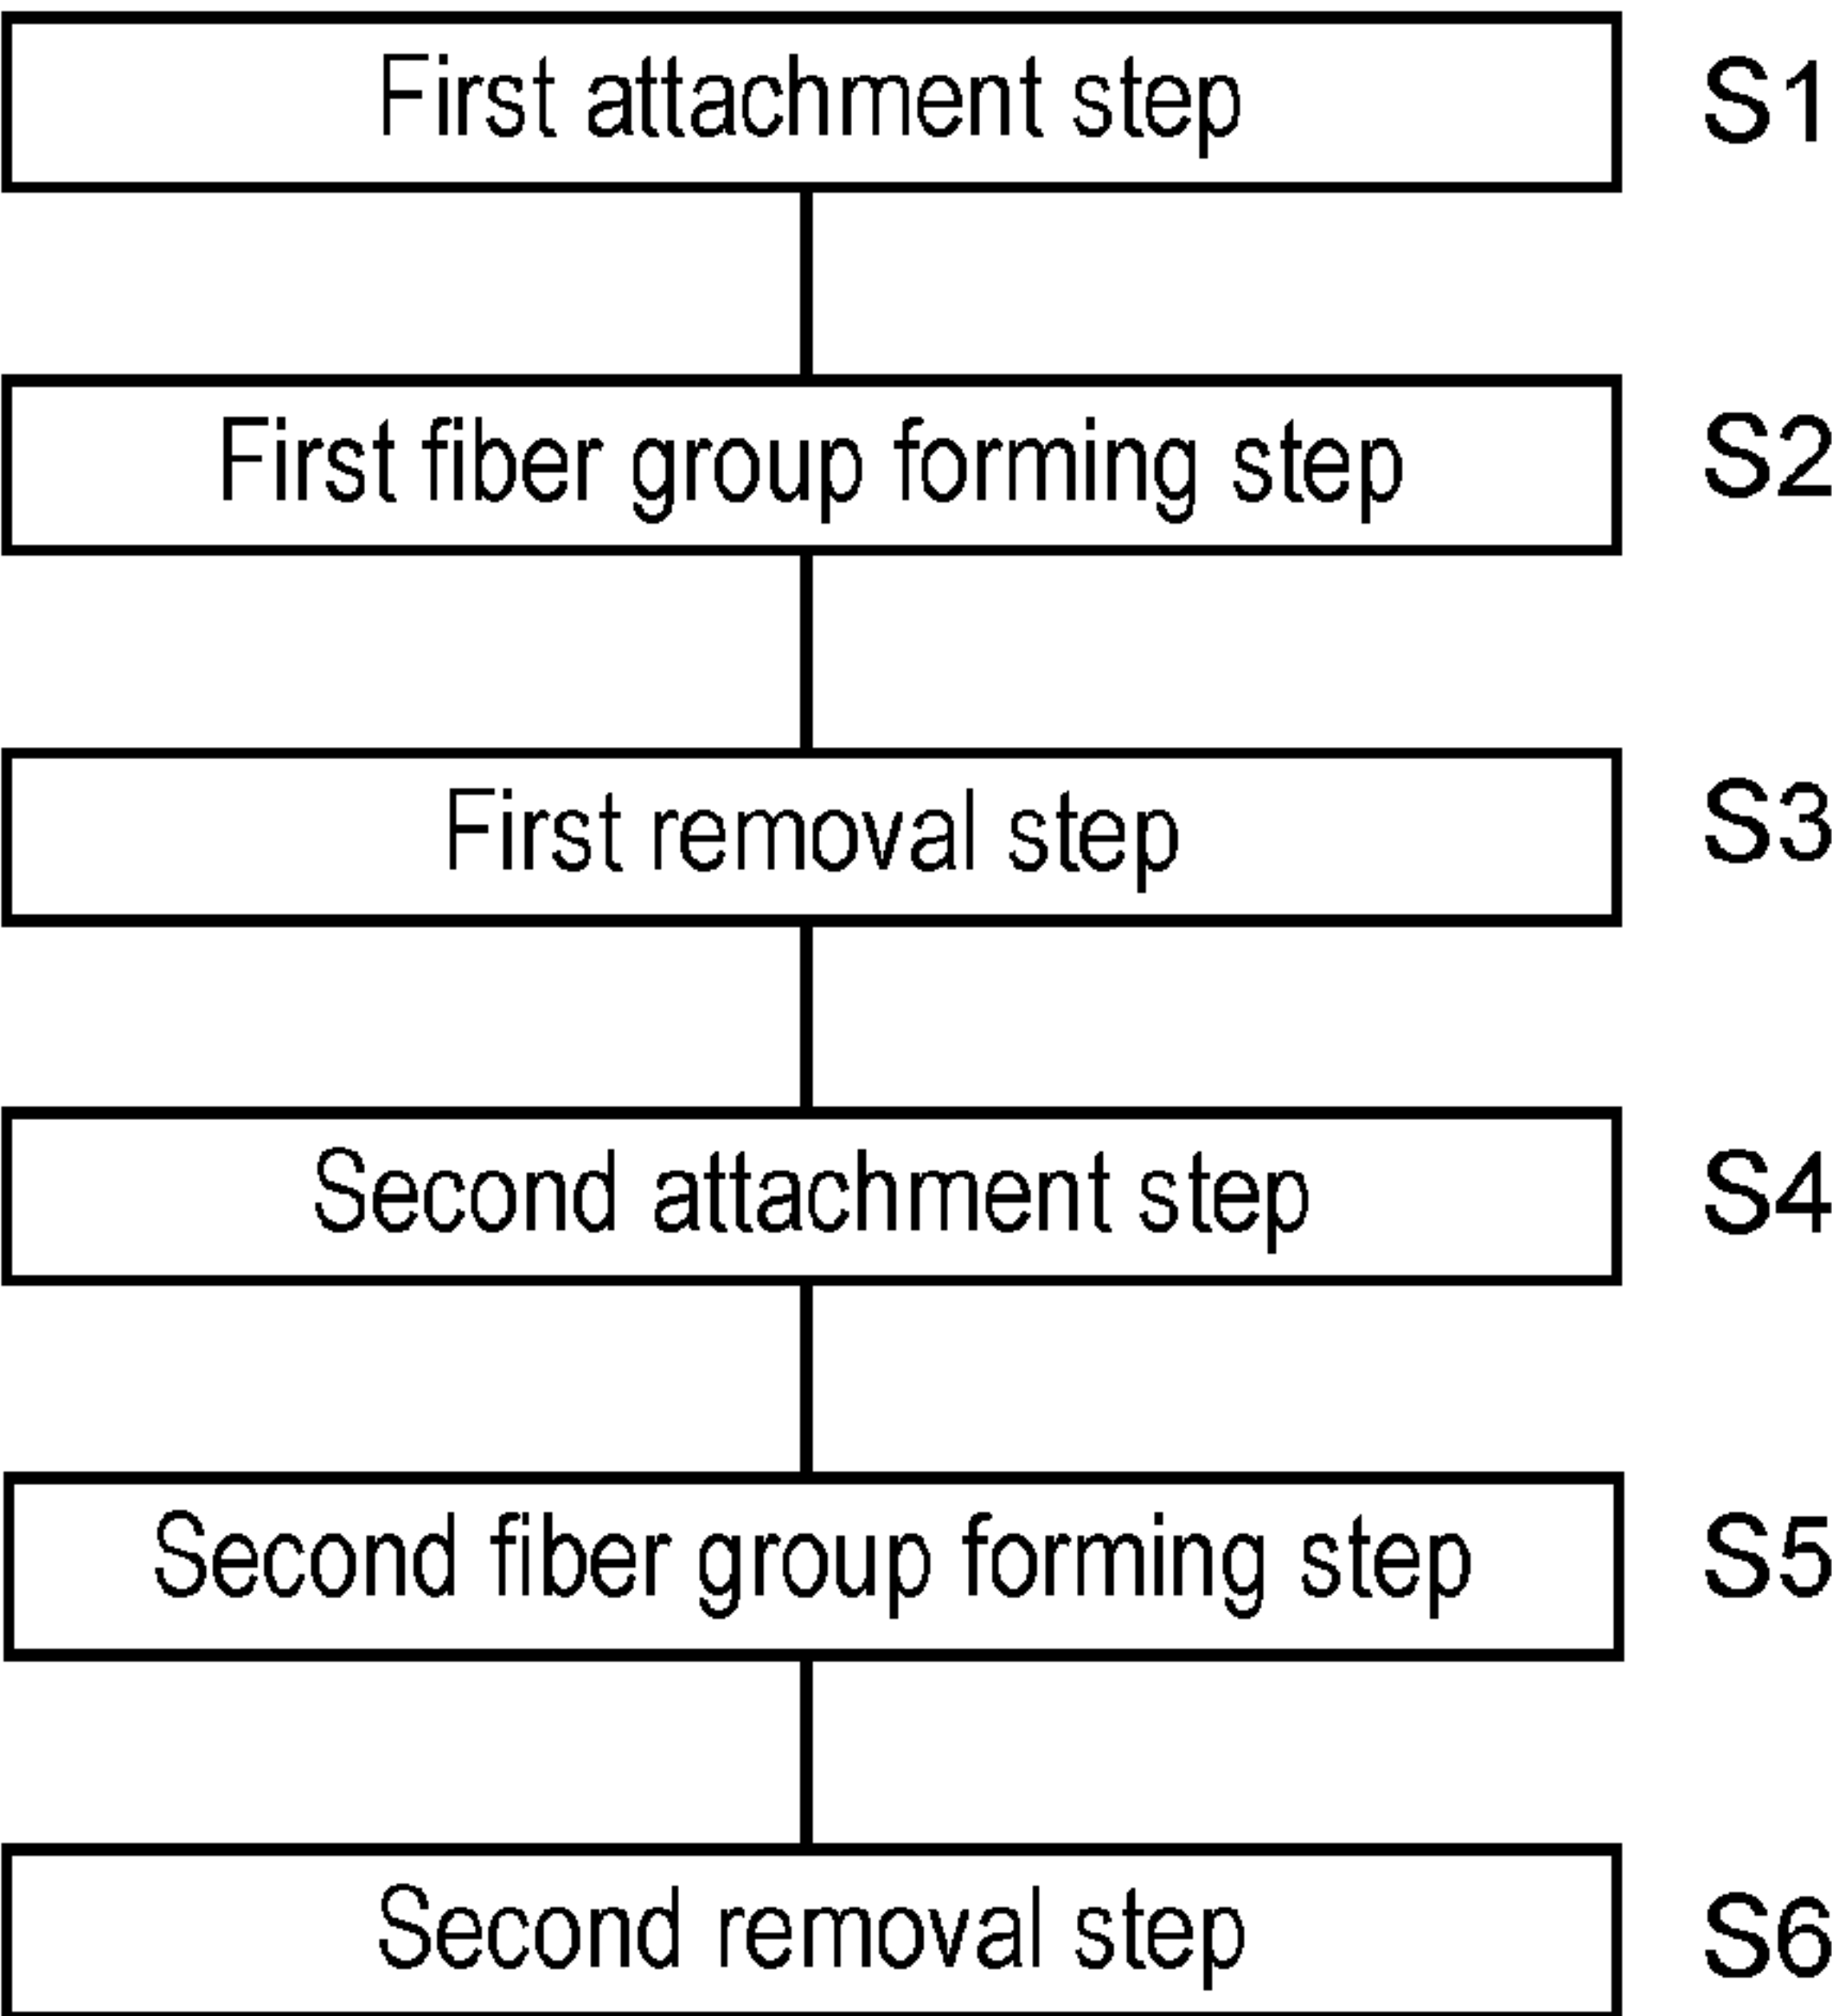 First attachment step S1
First fiber group forming step S2
First removal step S3
Second attachment step S4
Second fiber group forming step S5
Second removal step S6